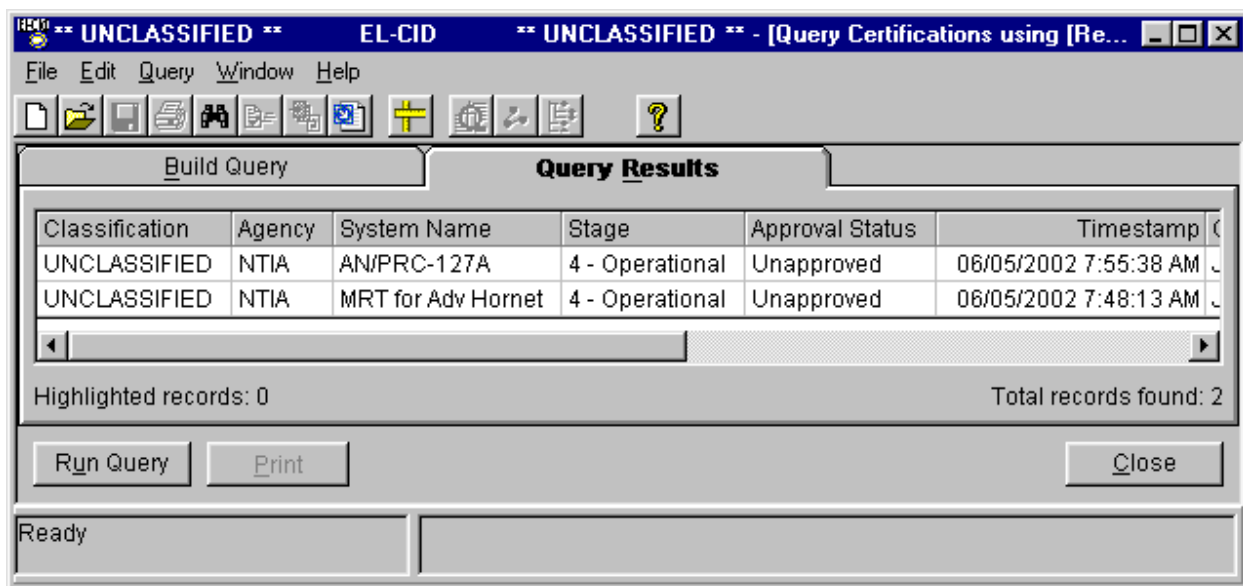 ** UNCLASSIFIED ** EL-CID ** UNCLASSIFIED ** - [Query Certifications using [Re...
File Edit Query Window Help
Build Query Query Results
Classification Agency System Name Stage Approval Status Timestamp
UNCLASSIFIED NTIA AN/PRC-127A 4 - Operational Unapproved 06/05/2002 7:55:38 AM
UNCLASSIFIED NTIA MRT for Adv Hornet 4 - Operational Unapproved 06/05/2002 7:48:13 AM
Highlighted records: 0 Total records found: 2
Run Query Print Close
Ready